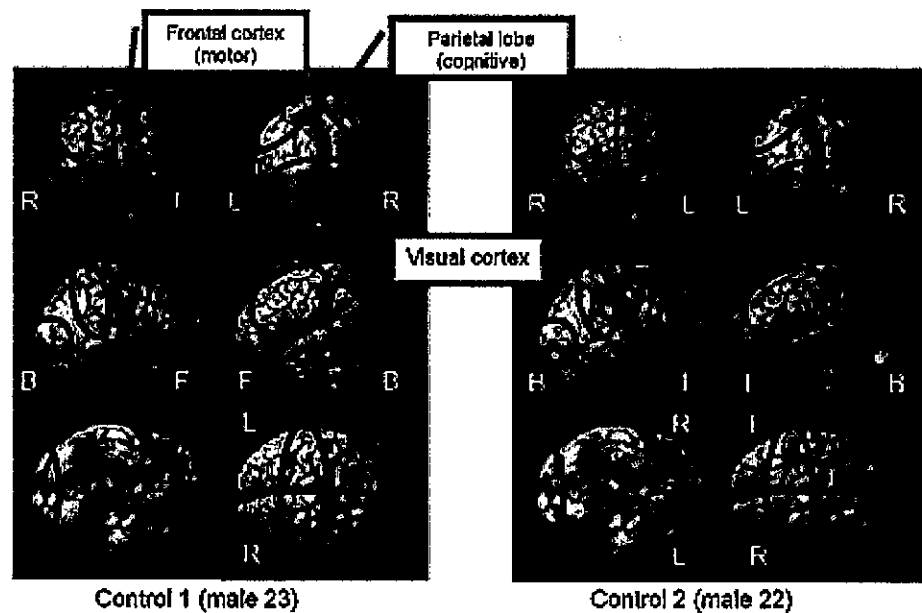 Frontal cortex
(motor)
Parietal lobe
(cognitive)
R I L R
R L L R
Visual cortex
B F F B
B I I B
L
R I
R
L R
Control 1 (male 23)
Control 2 (male 22)